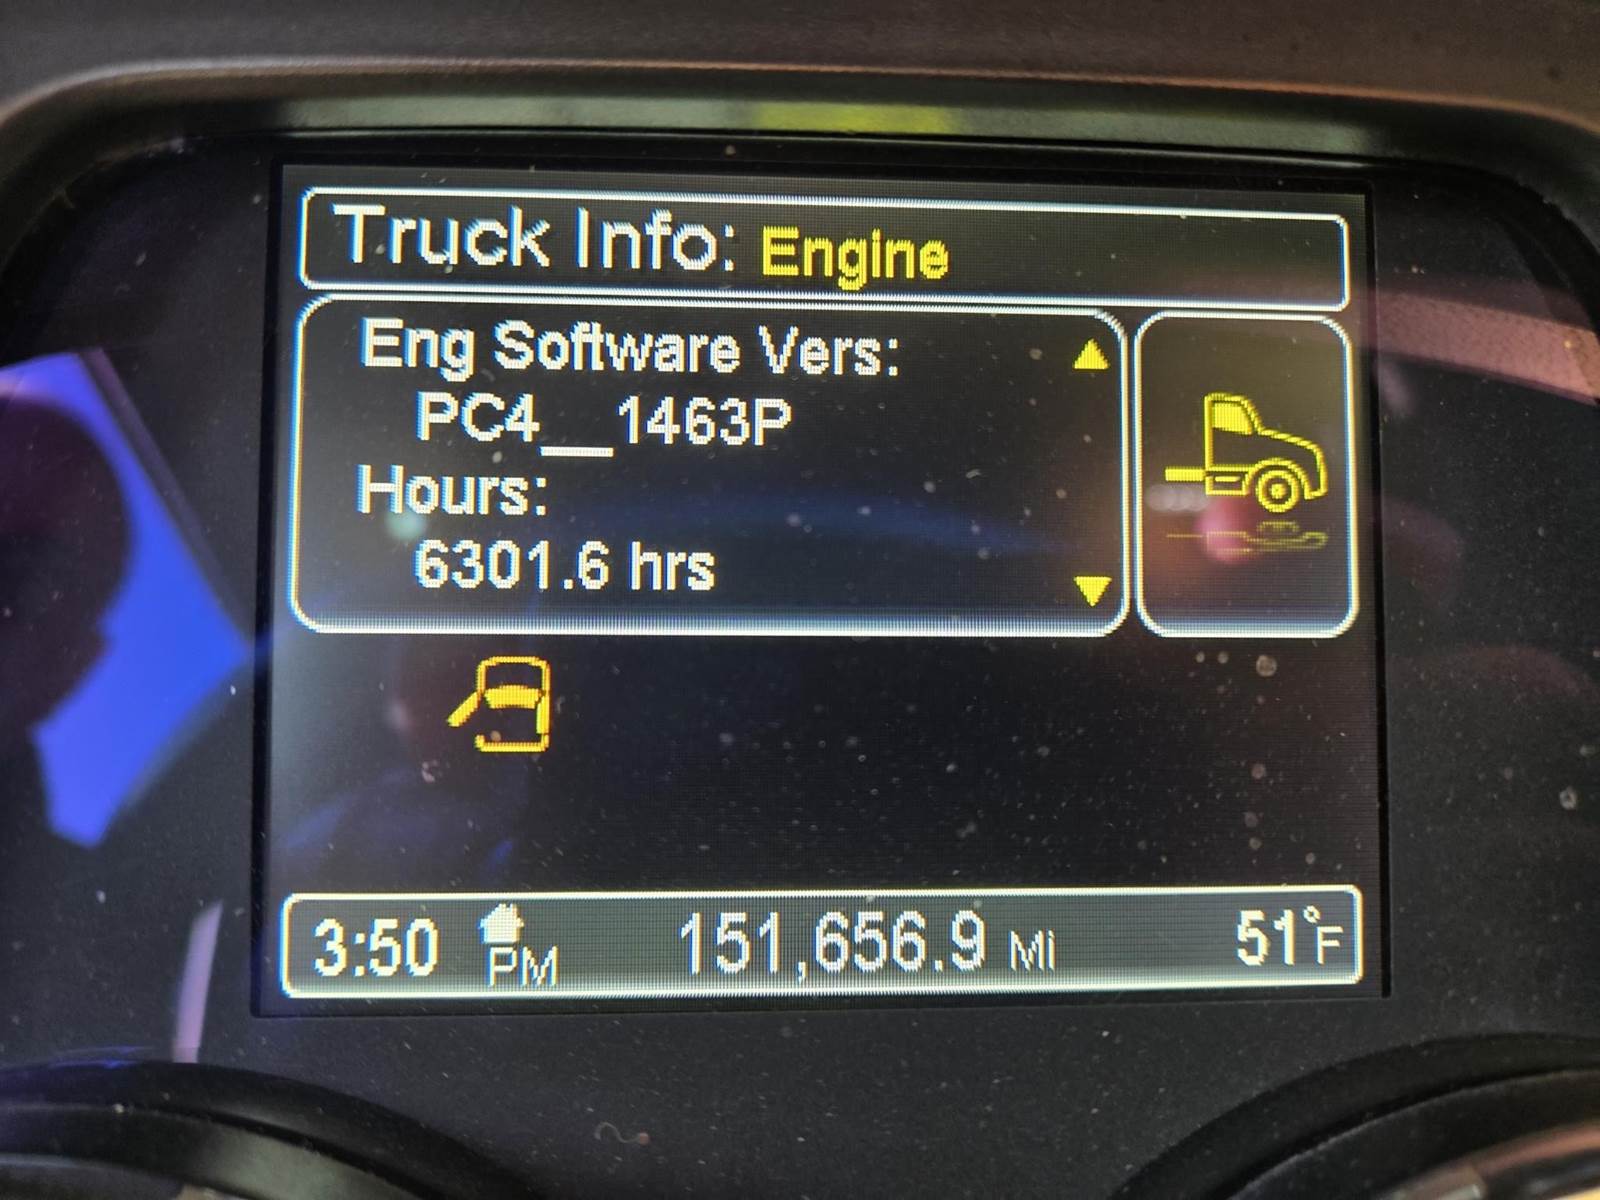 Truck Info: Engine
Eng Software Vers:
PC4__1463P
Hours:
6301.6 hrs
3:50 PM 151,656.9 Mi 51°F